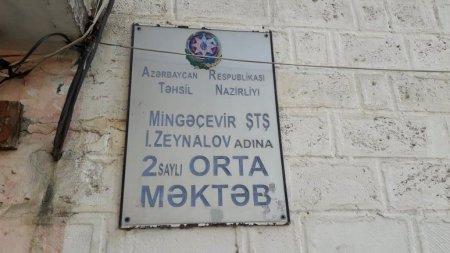 Azərbaycan Respublikası
Təhsil Nazirliyi
Mingəçevir ŞTŞ
İ.Zeynalov adına
2 saylı ORTA
MƏKTƏB